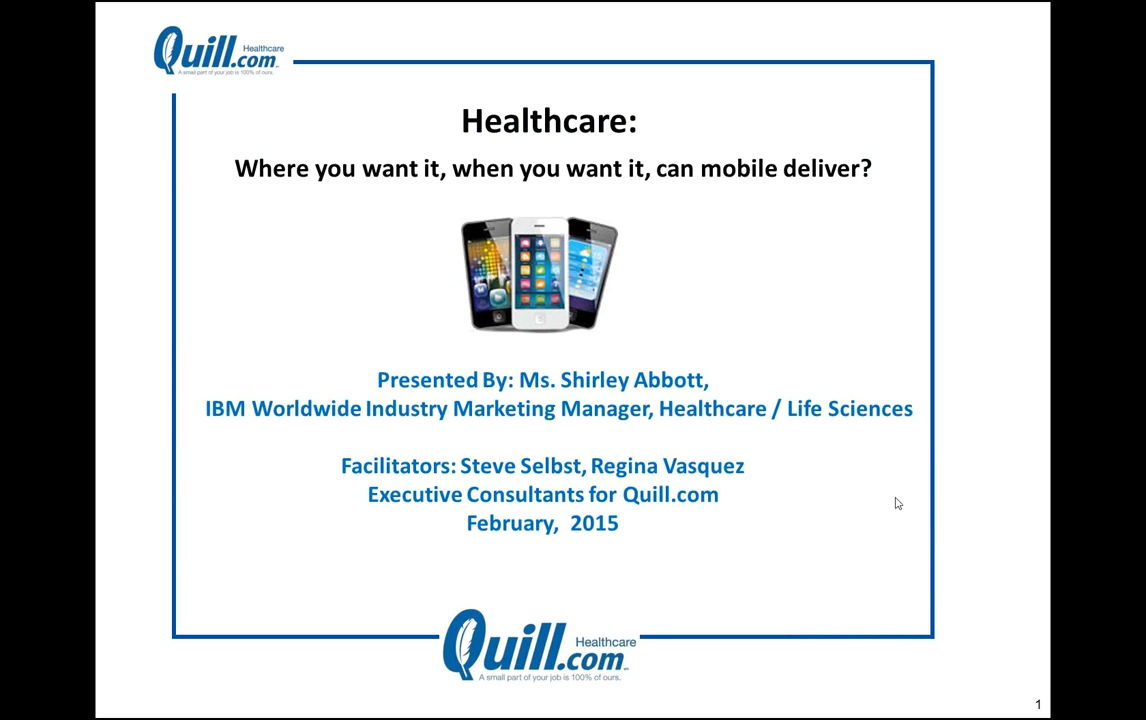 Quill.com Healthcare
A small part of your job is 100% of ours.
Healthcare:
Where you want it, when you want it, can mobile deliver?
Presented By: Ms. Shirley Abbott,
IBM Worldwide Industry Marketing Manager, Healthcare / Life Sciences
Facilitators: Steve Selbst, Regina Vasquez
Executive Consultants for Quill.com
February,  2015
Quill.com Healthcare
A small part of your job is 100% of ours.
1